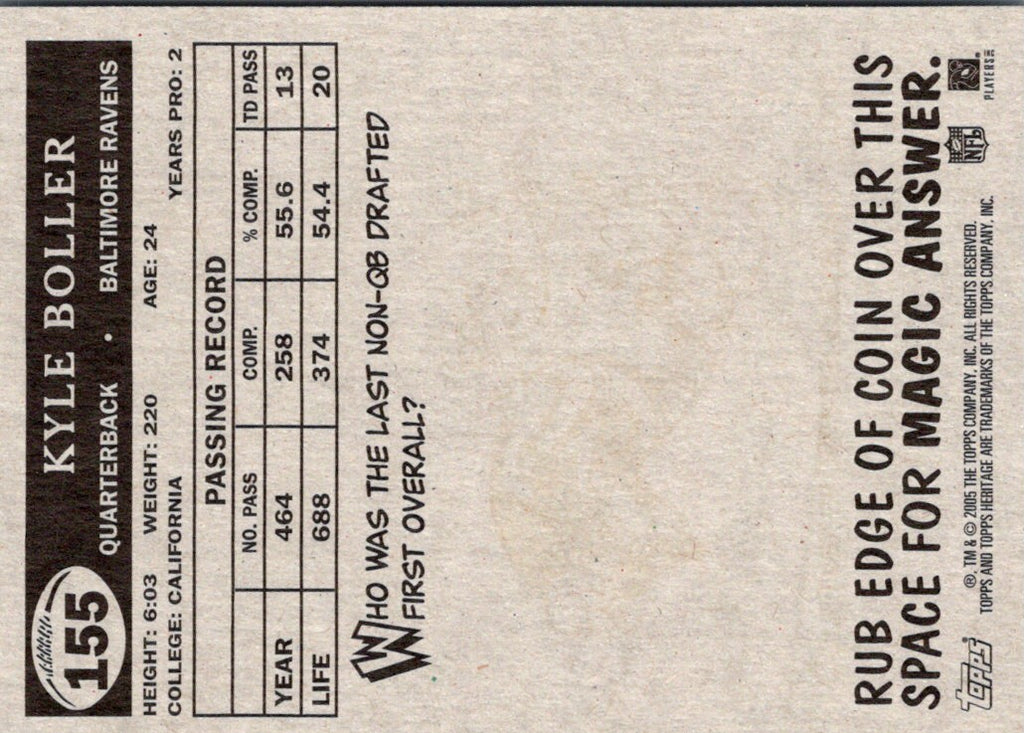 155
KYLE BOLLER
QUARTERBACK • BALTIMORE RAVENS
HEIGHT: 6:03 WEIGHT: 220 AGE: 24
COLLEGE: CALIFORNIA YEARS PRO: 2
PASSING RECORD
NO. PASS COMP. % COMP. TD PASS
YEAR 464 258 55.6 13
LIFE 688 374 54.4 20
WHO WAS THE LAST NON-QB DRAFTED
FIRST OVERALL?
RUB EDGE OF COIN OVER THIS
SPACE FOR MAGIC ANSWER.
Topps®
®, TM & © 2005 THE TOPPS COMPANY, INC. ALL RIGHTS RESERVED.
TOPPS AND TOPPS HERITAGE ARE TRADEMARKS OF THE TOPPS COMPANY, INC.
NFL
PLAYERS INC